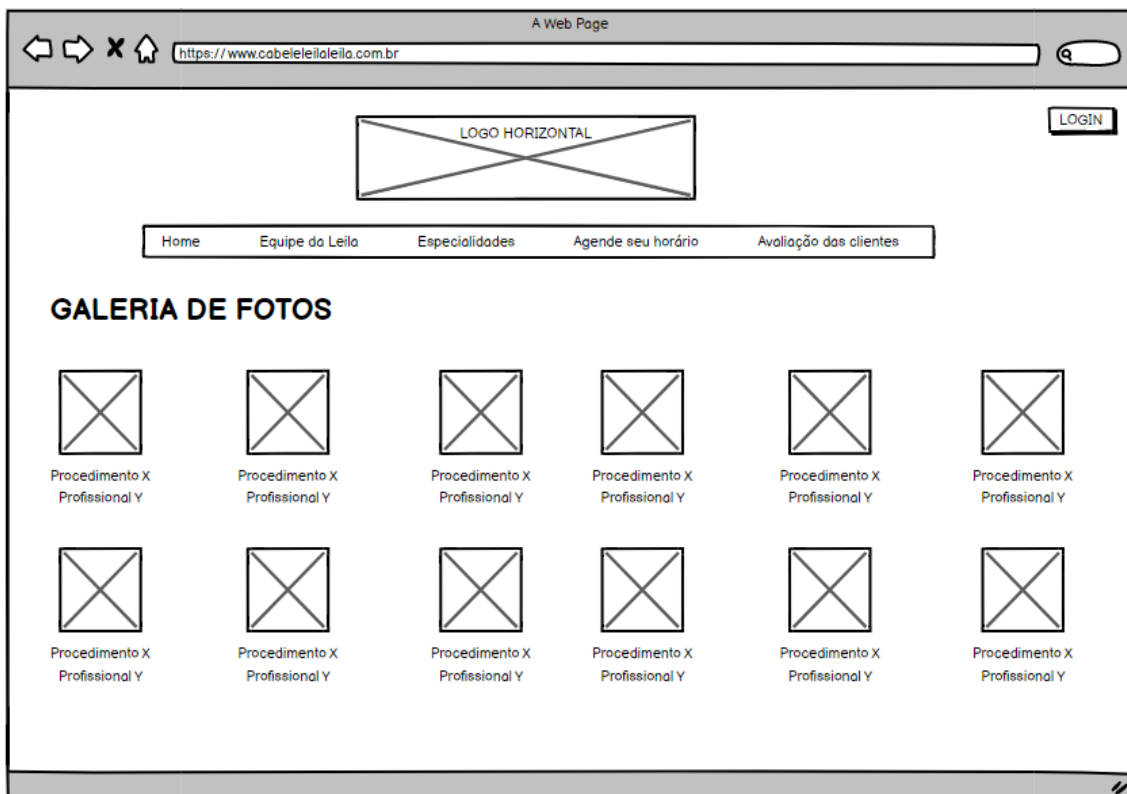 A Web Page
https://www.cabeleleilaleila.com.br
LOGIN
LOGO HORIZONTAL
Home Equipe da Leila Especialidades Agende seu horário Avaliação das clientes
GALERIA DE FOTOS
Procedimento X Procedimento X Procedimento X Procedimento X Procedimento X Procedimento X
Profissional Y Profissional Y Profissional Y Profissional Y Profissional Y Profissional Y
Procedimento X Procedimento X Procedimento X Procedimento X Procedimento X Procedimento X
Profissional Y Profissional Y Profissional Y Profissional Y Profissional Y Profissional Y